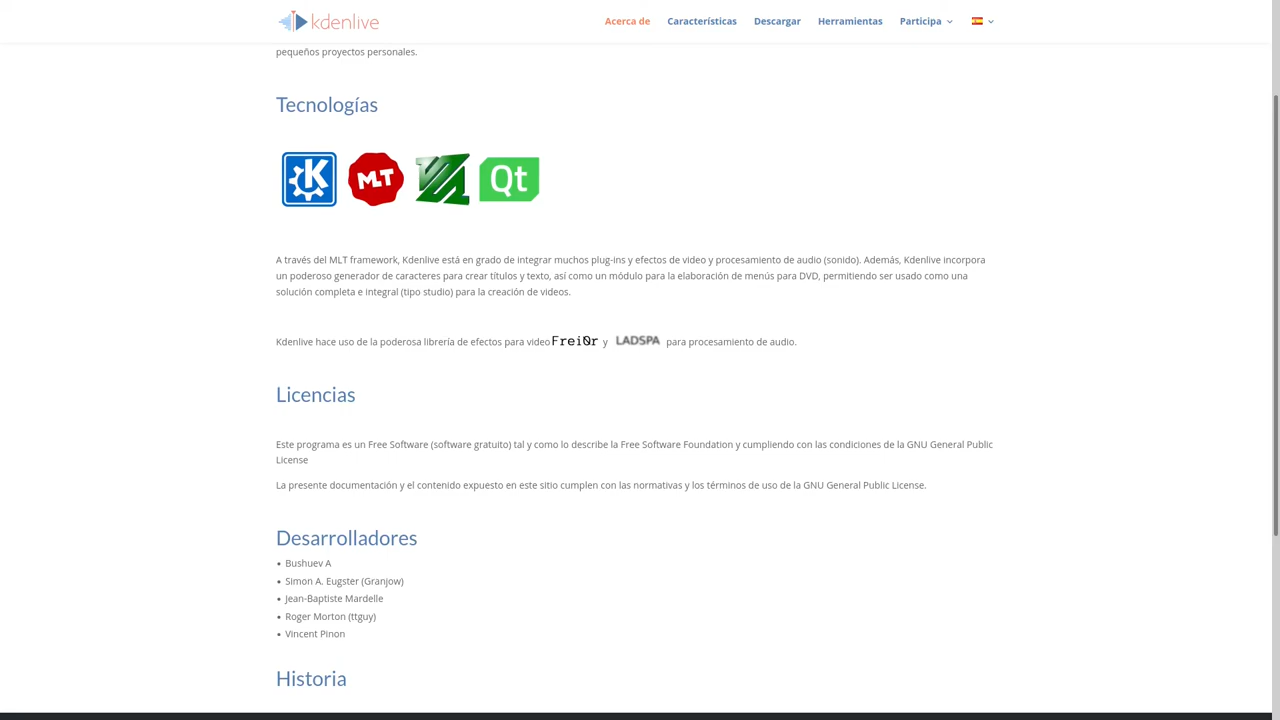 kdenlive
Acerca de
Características
Descargar
Herramientas
Participa
pequeños proyectos personales.
Tecnologías
K
MLT
Qt
A través del MLT framework, Kdenlive está en grado de integrar muchos plug-ins y efectos de video y procesamiento de audio (sonido). Además, Kdenlive incorpora
un poderoso generador de caracteres para crear títulos y texto, así como un módulo para la elaboración de menús para DVD, permitiendo ser usado como una
solución completa e integral (tipo studio) para la creación de videos.
Kdenlive hace uso de la poderosa librería de efectos para video Frei0r y LADSPA para procesamiento de audio.
Licencias
Este programa es un Free Software (software gratuito) tal y como lo describe la Free Software Foundation y cumpliendo con las condiciones de la GNU General Public
License
La presente documentación y el contenido expuesto en este sitio cumplen con las normativas y los términos de uso de la GNU General Public License.
Desarrolladores
• Bushuev A
• Simon A. Eugster (Granjow)
• Jean-Baptiste Mardelle
• Roger Morton (ttguy)
• Vincent Pinon
Historia